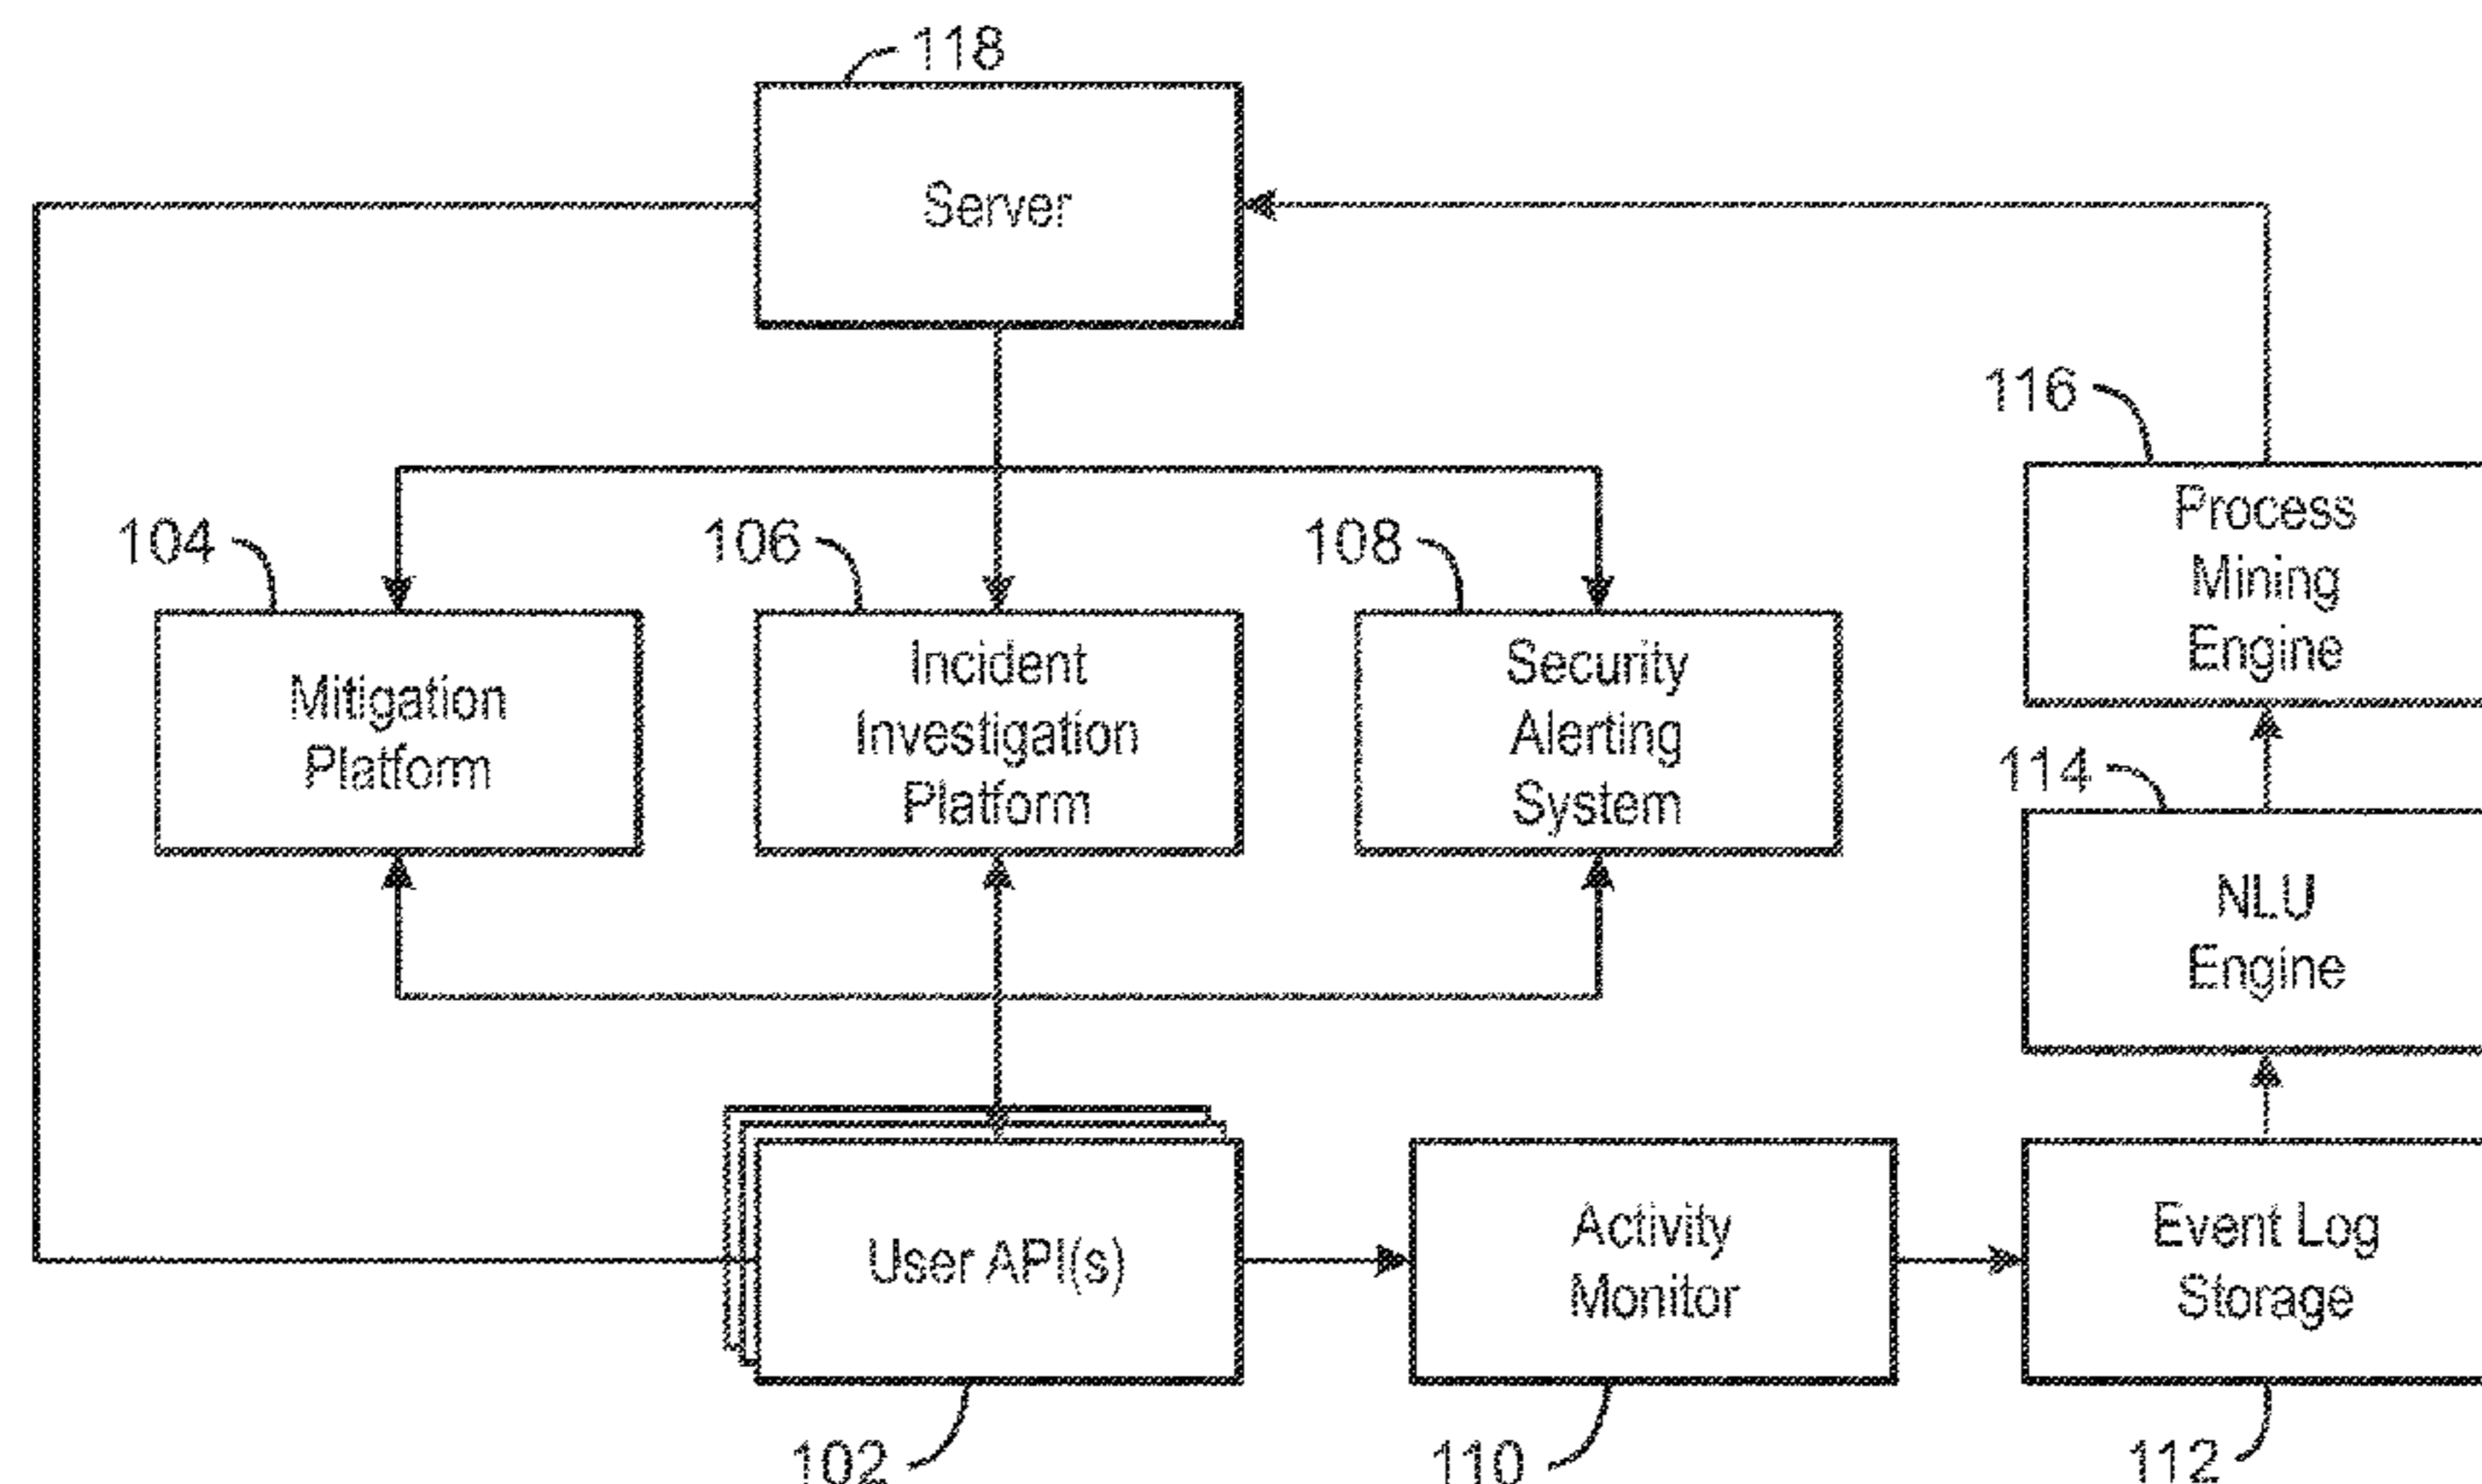 118
Server
116
Process
Mining
Engine
104
106
108
Mitigation
Platform
Incident
Investigation
Platform
Security
Alerting
System
114
NLU
Engine
User API(s)
Activity
Monitor
Event Log
Storage
102
110
112